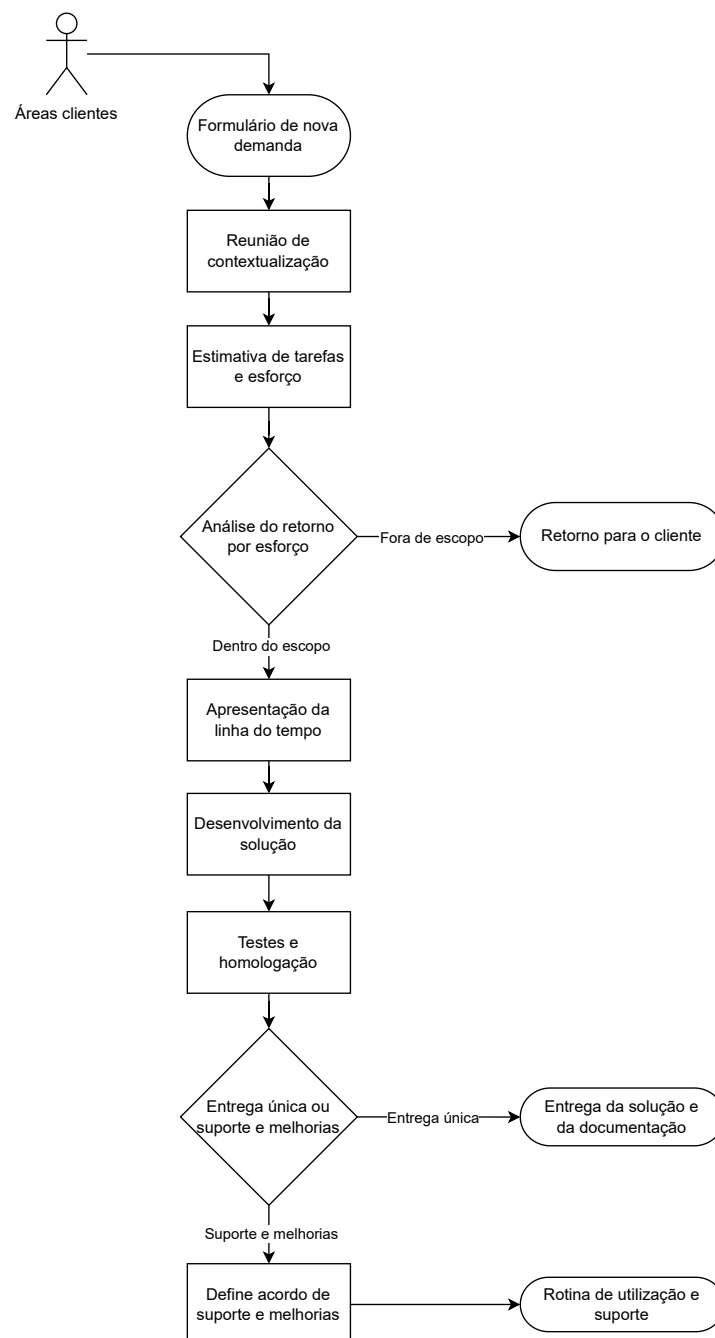 Áreas clientes
Formulário de nova
demanda
Reunião de
contextualização
Estimativa de tarefas
e esforço
Análise do retorno
por esforço
Fora de escopo
Retorno para o cliente
Dentro do escopo
Apresentação da
linha do tempo
Desenvolvimento da
solução
Testes e
homologação
Entrega única ou
suporte e melhorias
Entrega única
Entrega da solução e
da documentação
Suporte e melhorias
Define acordo de
suporte e melhorias
Rotina de utilização e
suporte